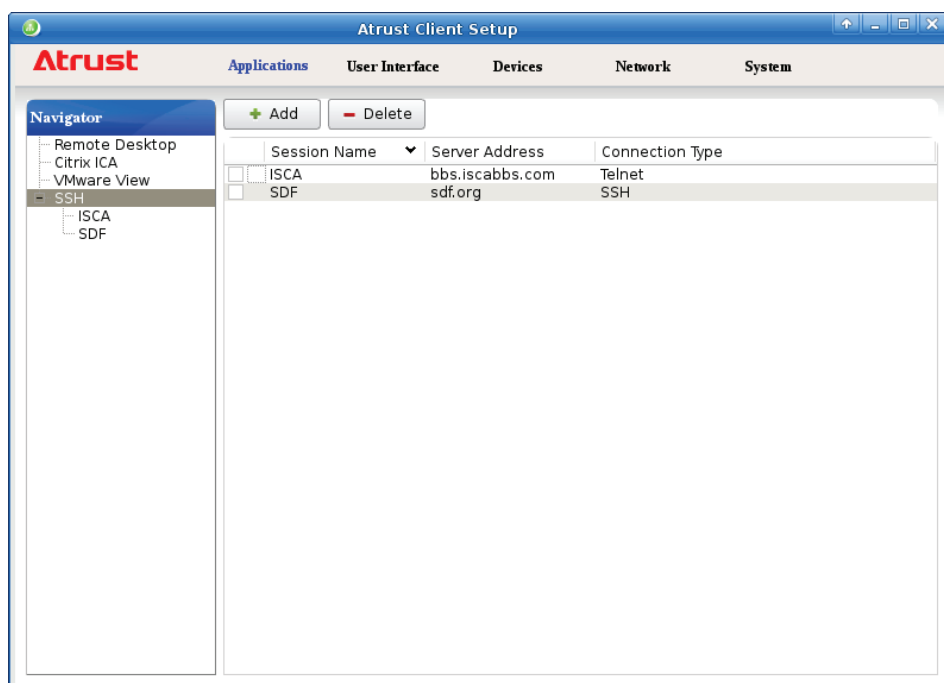 Atrust Client Setup
Atrust
Applications User Interface Devices Network System
Navigator
Remote Desktop
Citrix ICA
VMware View
SSH
ISCA
SDF
Add Delete
Session Name Server Address Connection Type
ISCA bbs.iscabbs.com Telnet
SDF sdf.org SSH